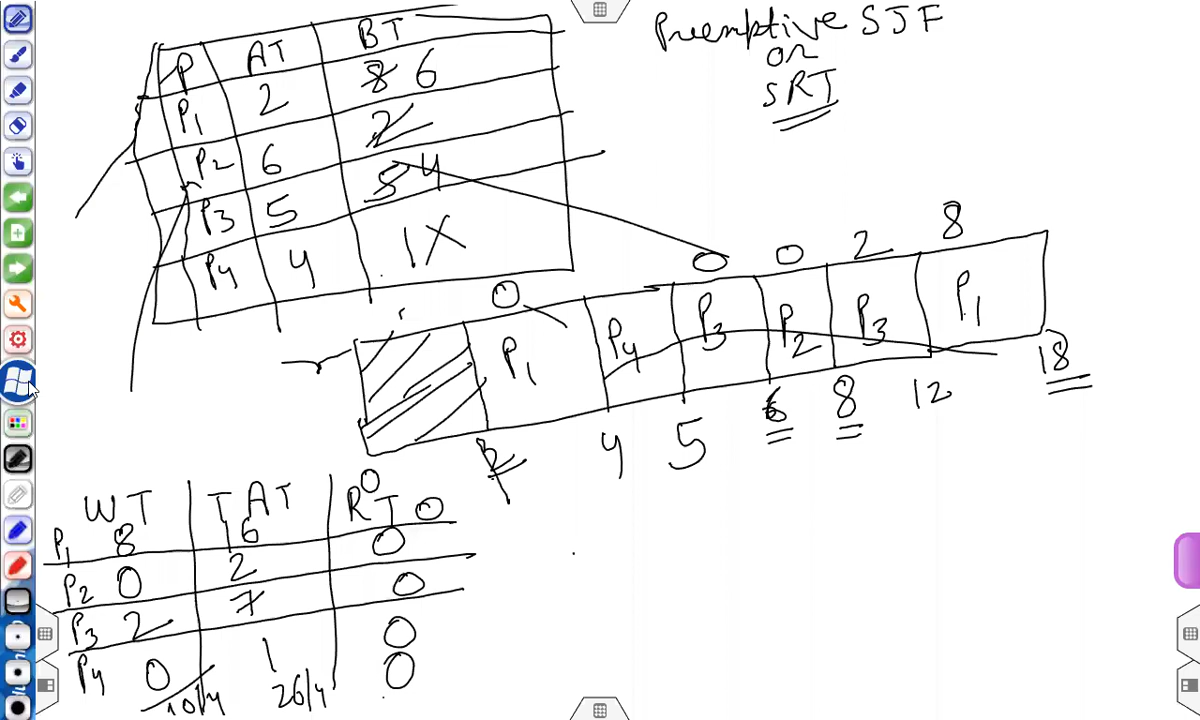 Preemptive SJF
or
SRT
P AT BT
P1 2 8 6
P2 6 2
P3 5 5 4
P4 4 1
0 0 0 2 8
P1 P4 P3 P2 P3 P1
2 4 5 6 8 12 18
WT TAT RT 0 0
P1 8 16 0
P2 0 2 0
P3 2 7 0
P4 0 1 0
10/4 26/4